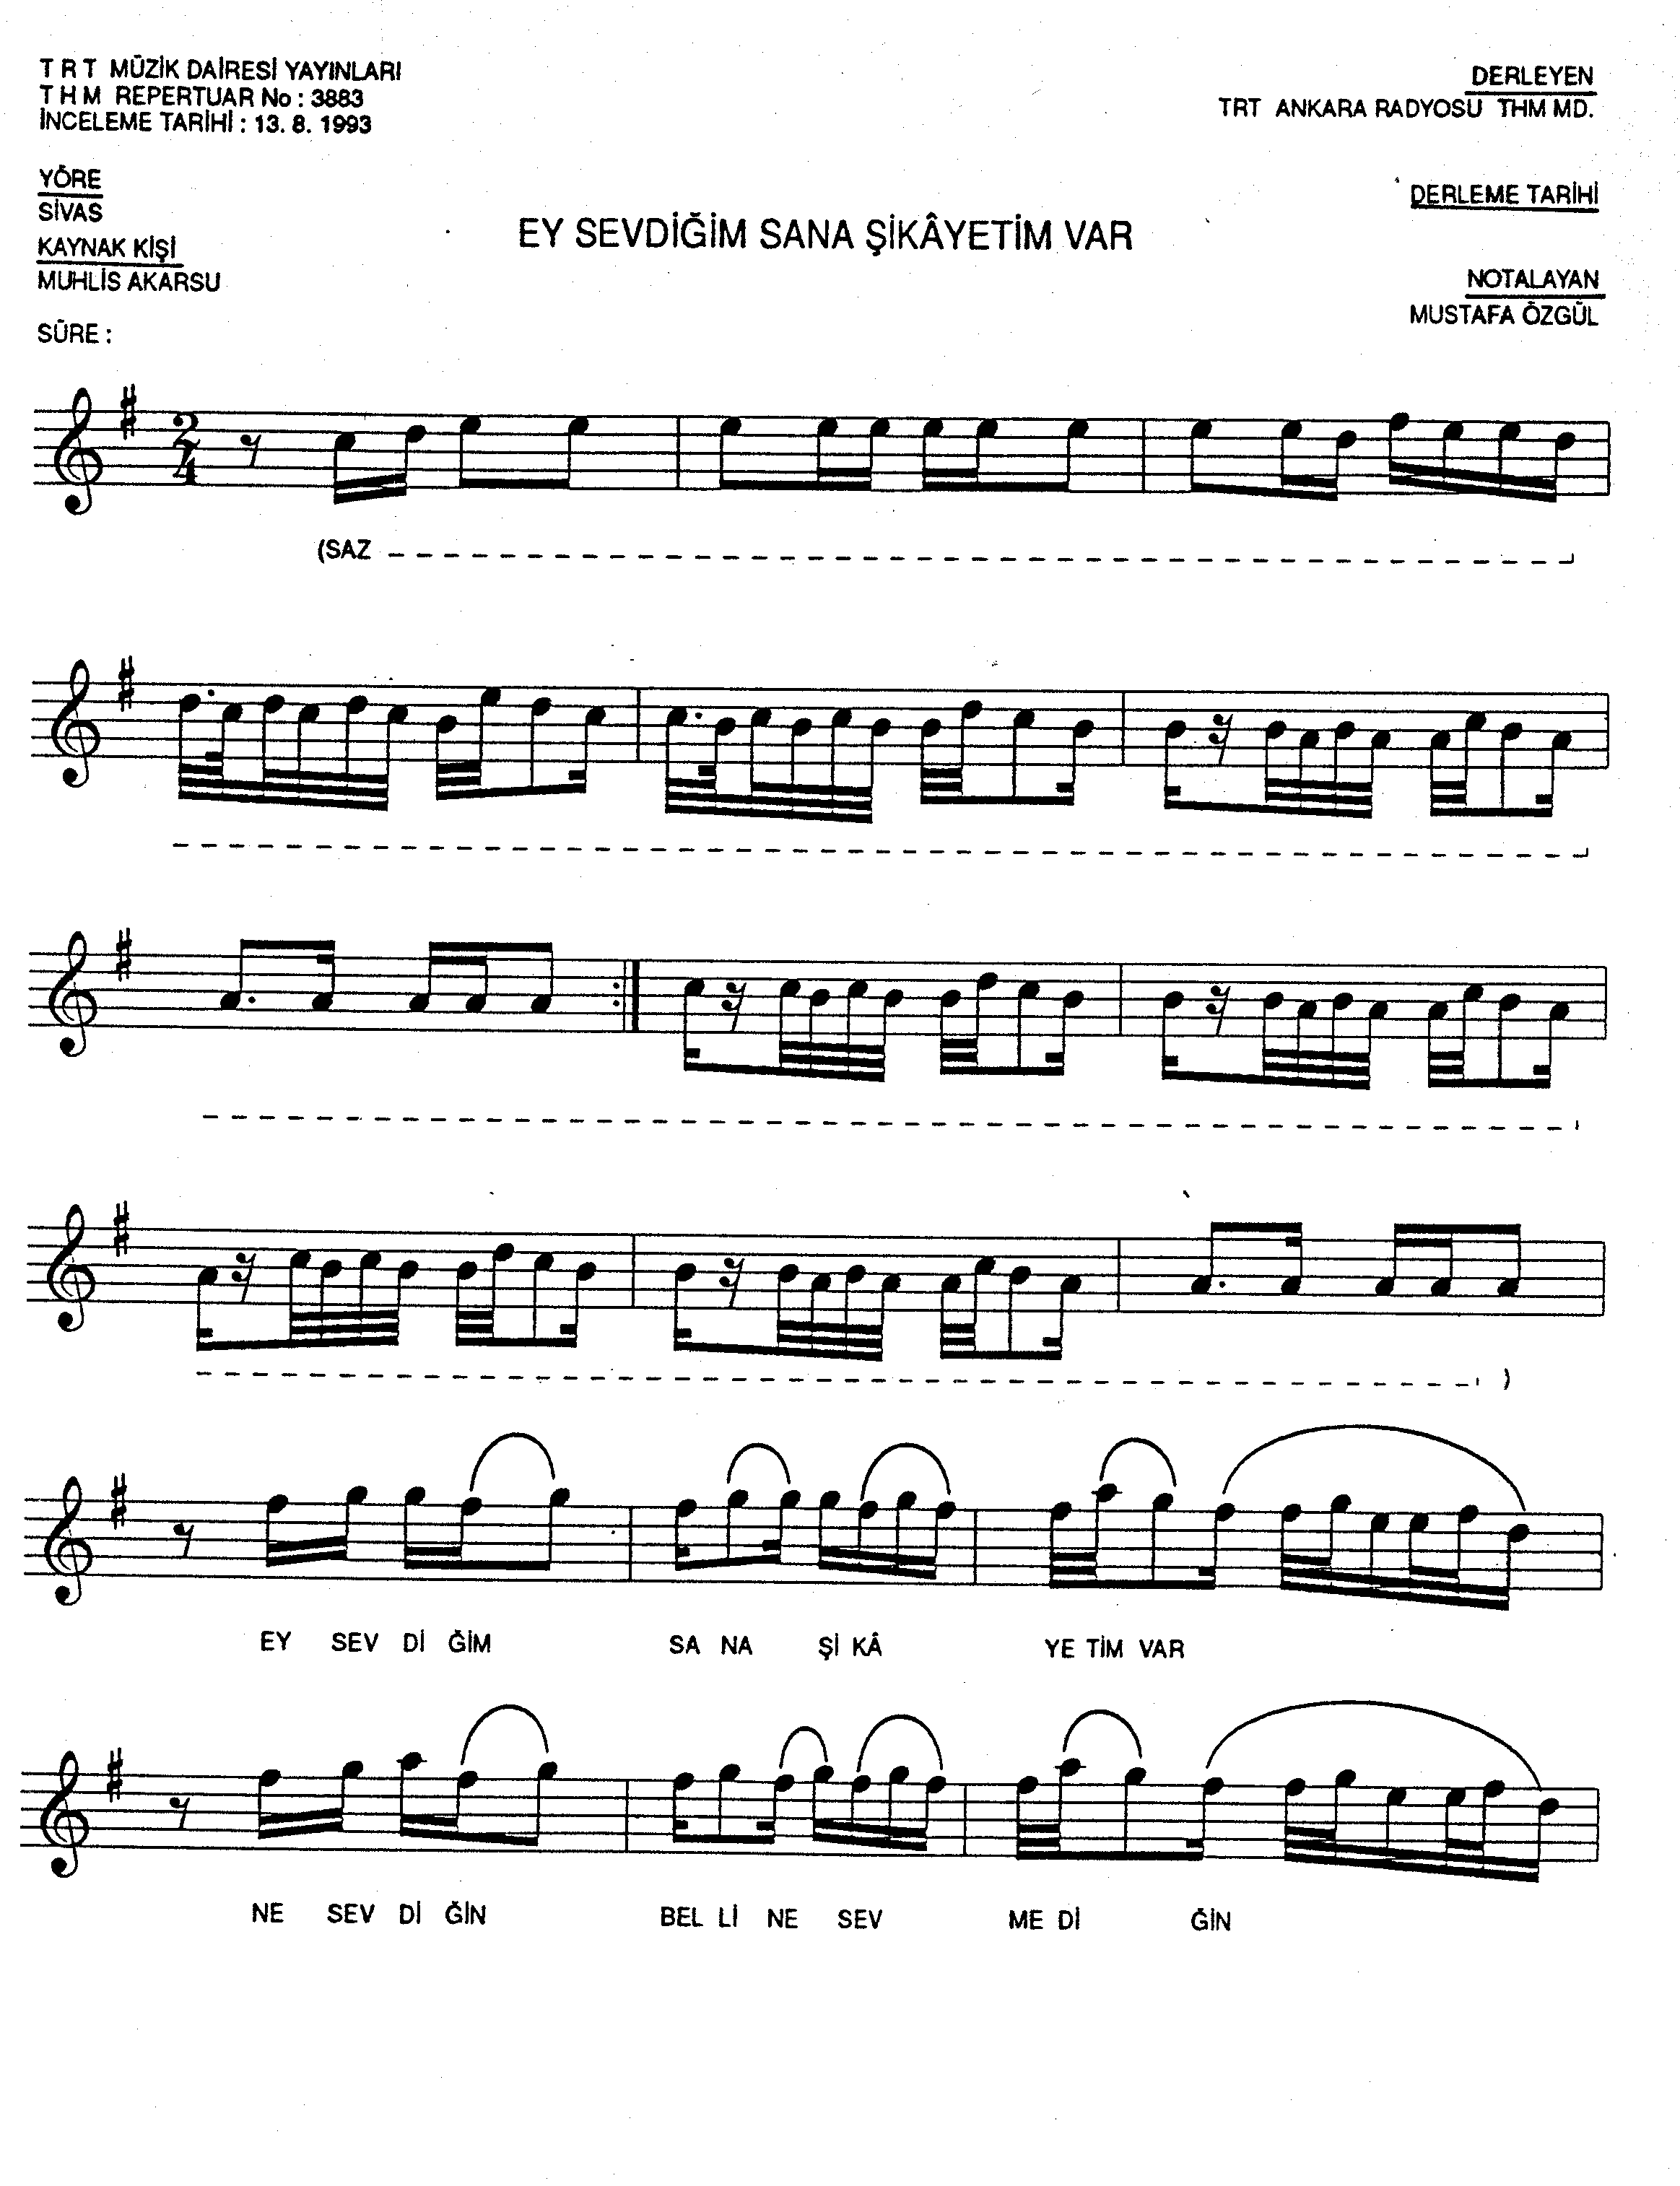 T R T MÜZİK DAİRESİ YAYINLARI
T H M REPERTUAR No : 3883
İNCELEME TARİHİ : 13. 8. 1993
DERLEYEN
TRT ANKARA RADYOSU THM MD.
YÖRE
SİVAS
DERLEME TARİHİ
EY SEVDİĞİM SANA ŞİKÂYETİM VAR
KAYNAK KİŞİ
MUHLİS AKARSU
NOTALAYAN
MUSTAFA ÖZGÜL
SÜRE :
2
4
(SAZ
)
EY SEV Dİ ĞİM SA NA Şİ KÂ YE TİM VAR
NE SEV Dİ ĞİN BEL Lİ NE SEV ME Dİ ĞİN